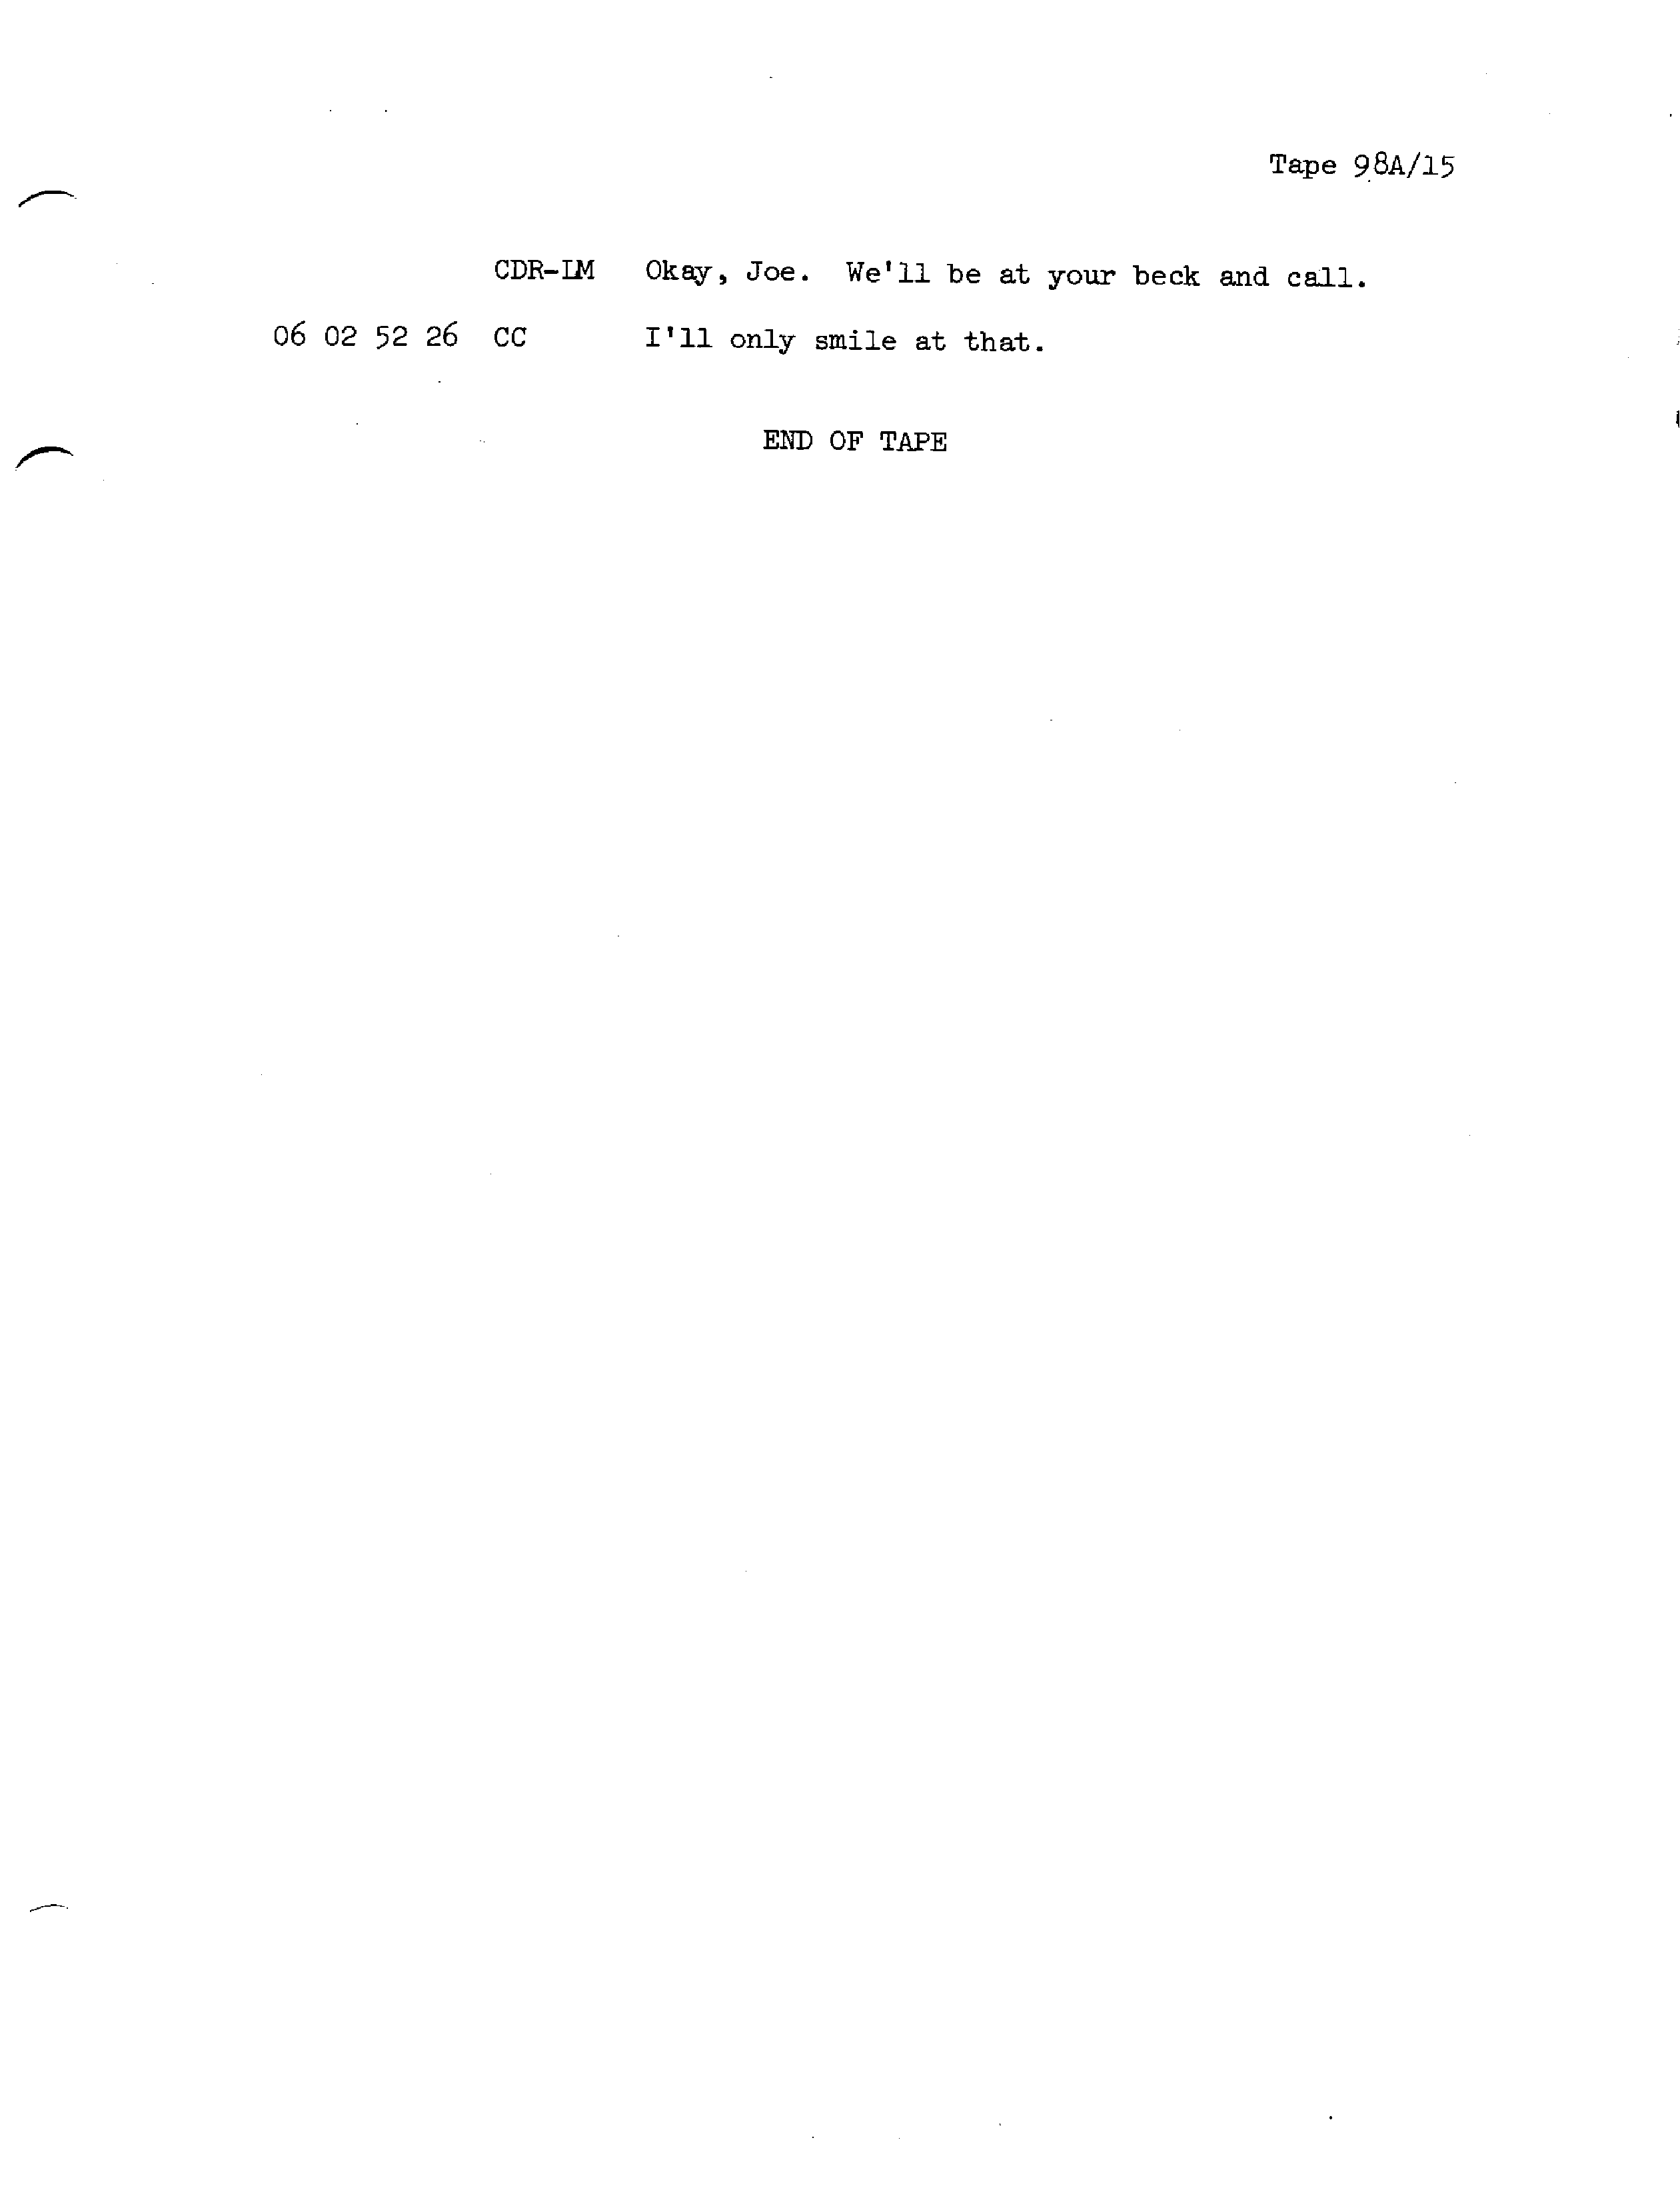 Tape 98A/15
CDR-LM Okay, Joe. We'll be at your beck and call.
06 02 52 26 CC I'll only smile at that.
END OF TAPE